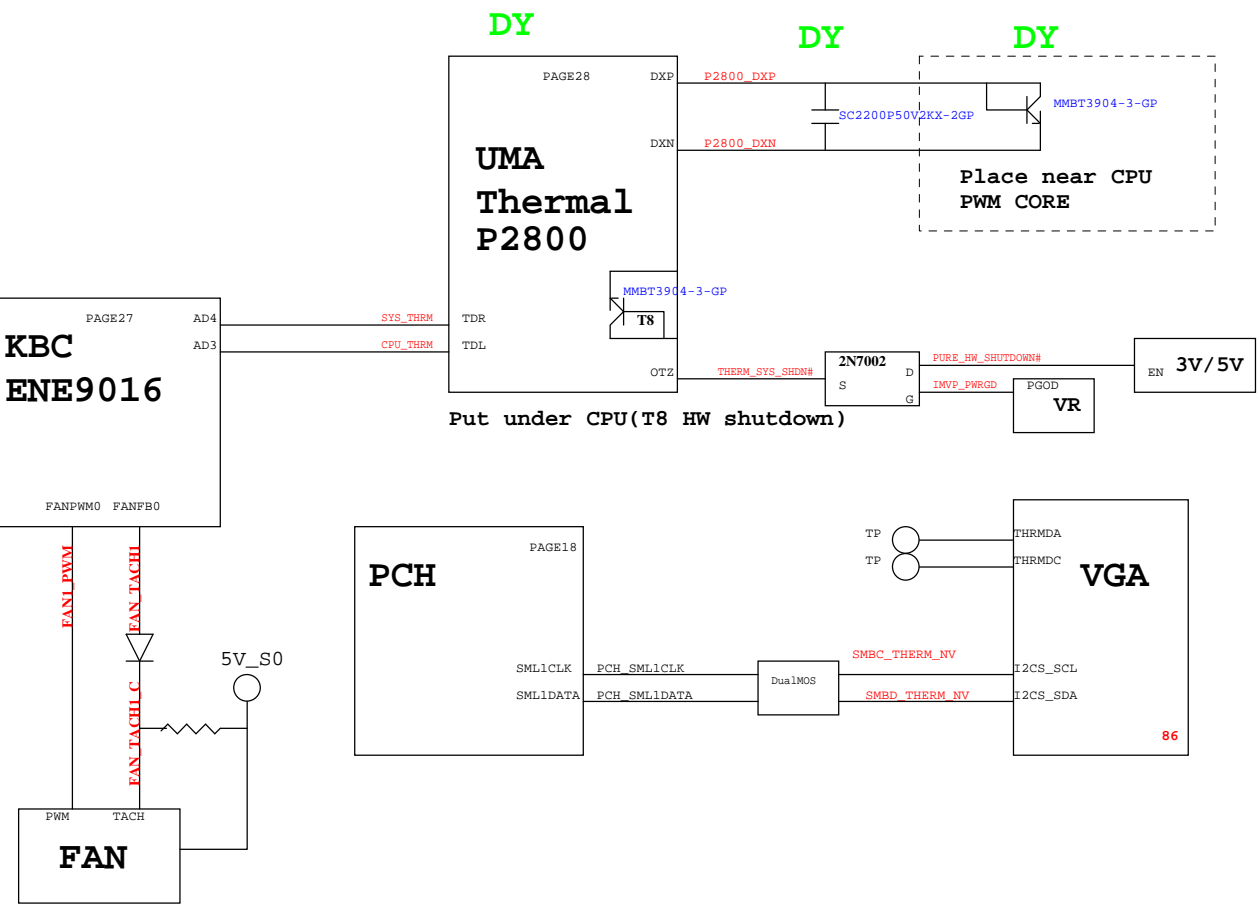 DY
DY
DY
PAGE28
DXP
P2800_DXP
SC2200P50V2KX-2GP
MMBT3904-3-GP
DXN
P2800_DXN
Place near CPU
PWM CORE
UMA
Thermal
P2800
MMBT3904-3-GP
T8
PAGE27
KBC
ENE9016
AD4
SYS_THRM
TDR
AD3
CPU_THRM
TDL
OTZ
THERM_SYS_SHDN#
2N7002
S
D
G
PURE_HW_SHUTDOWN#
IMVP_PWRGD
EN
3V/5V
PGOD
VR
Put under CPU(T8 HW shutdown)
FANPWM0
FANFB0
FAN1_PWM
FAN_TACH1
FAN_TACH1_C
5V_S0
PWM
TACH
FAN
PAGE18
PCH
SML1CLK
PCH_SML1CLK
SML1DATA
PCH_SML1DATA
DualMOS
SMBC_THERM_NV
SMBD_THERM_NV
TP
THRMDA
TP
THRMDC
VGA
I2CS_SCL
I2CS_SDA
86